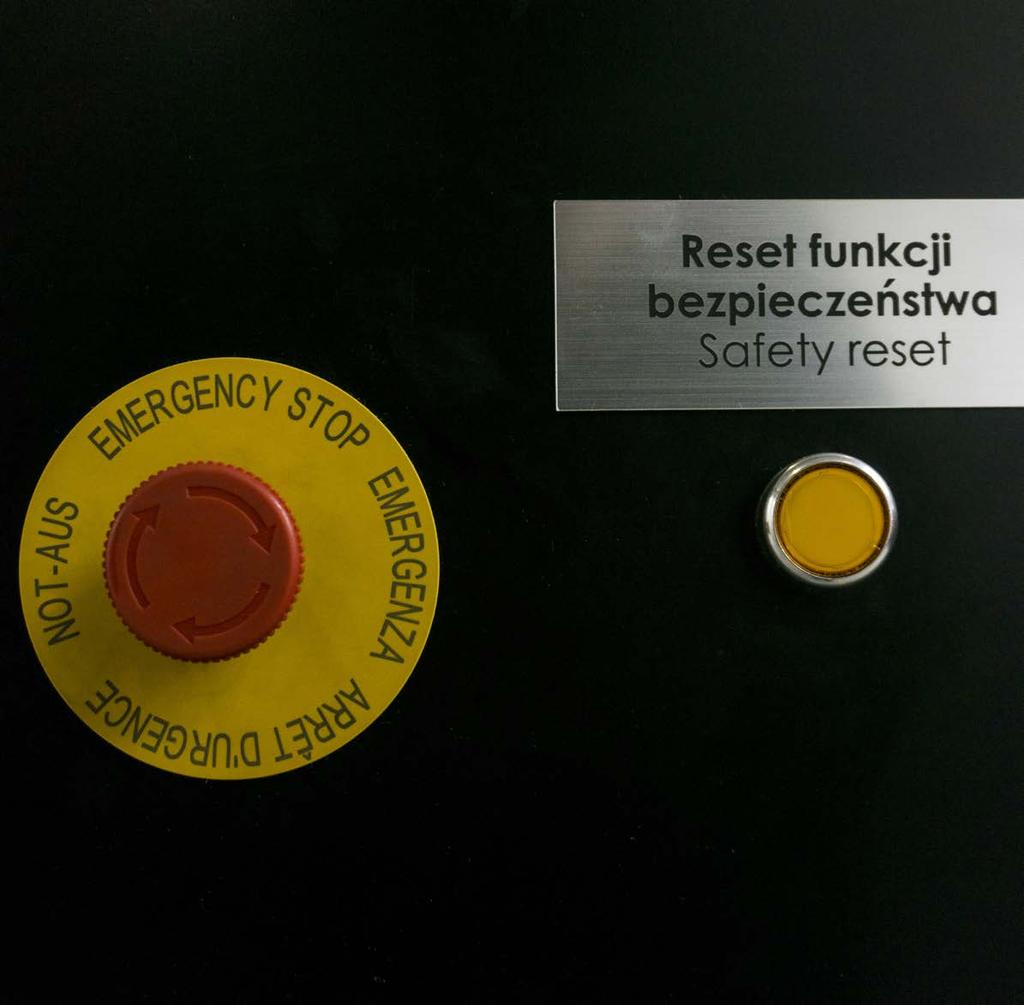 Reset funkcji
bezpieczeństwa
Safety reset
EMERGENCY STOP
EMERGENZA
ARRÊT D'URGENCE
NOT-AUS